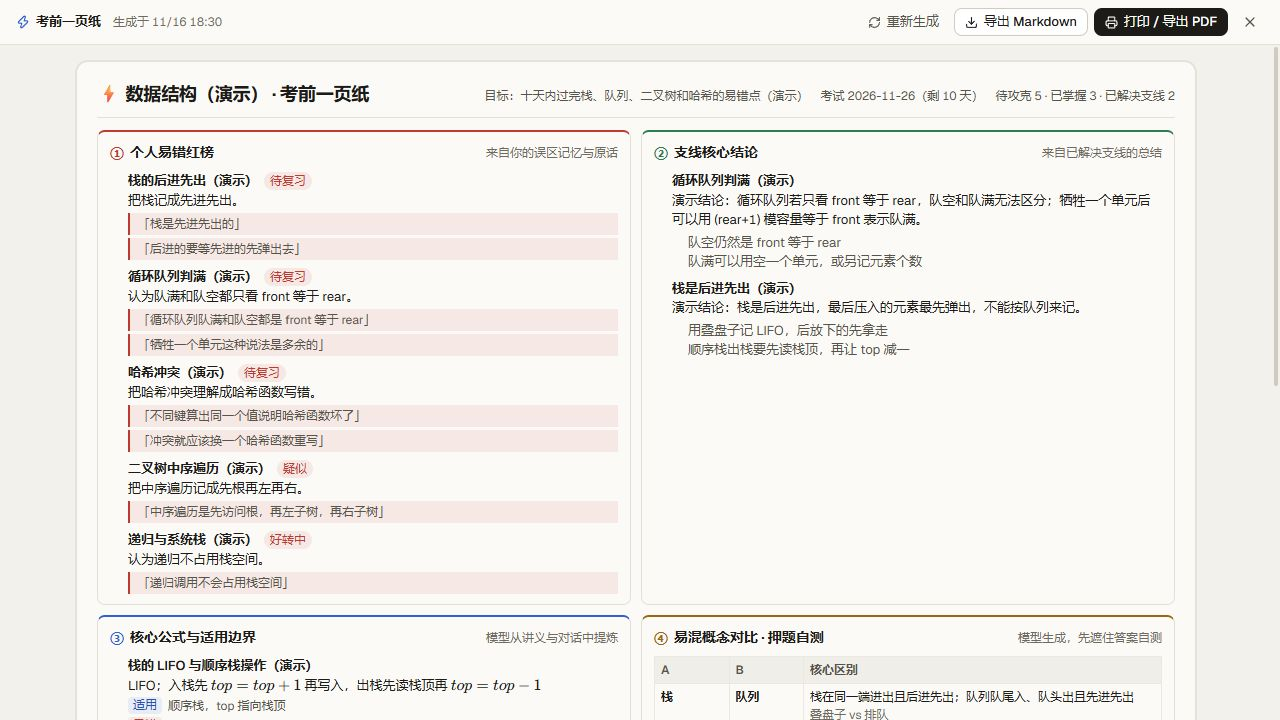 考前一页纸 生成于 11/16 18:30 重新生成 导出 Markdown 打印 / 导出 PDF
数据结构（演示）· 考前一页纸 目标：十天内过完栈、队列、二叉树和哈希的易错点（演示） 考试 2026-11-26（剩 10 天） 待攻克 5 · 已掌握 3 · 已解决支线 2
① 个人易错红榜 来自你的误区记忆与原话
栈的后进先出（演示） 待复习
把栈记成先进先出。
「栈是先进先出的」
「后进的要等先进的先弹出去」
循环队列判满（演示） 待复习
认为队满和队空都只看 front 等于 rear。
「循环队列队满和队空都是 front 等于 rear」
「牺牲一个单元这种说法是多余的」
哈希冲突（演示） 待复习
把哈希冲突理解成哈希函数写错。
「不同键算出同一个值说明哈希函数坏了」
「冲突就应该换一个哈希函数重写」
二叉树中序遍历（演示） 疑似
把中序遍历记成先根再左再右。
「中序遍历是先访问根，再左子树，再右子树」
递归与系统栈（演示） 好转中
认为递归不占用栈空间。
「递归调用不会占用栈空间」
② 支线核心结论 来自已解决支线的总结
循环队列判满（演示）
演示结论：循环队列若只看 front 等于 rear，队空和队满无法区分；牺牲一个单元后
可以用 (rear+1) 模容量等于 front 表示队满。
队空仍然是 front 等于 rear
队满可以用空一个单元，或另记元素个数
栈是后进先出（演示）
演示结论：栈是后进先出，最后压入的元素最先弹出，不能按队列来记。
用叠盘子记 LIFO，后放下的先拿走
顺序栈出栈要先读栈顶，再让 top 减一
③ 核心公式与适用边界 模型从讲义与对话中提炼
栈的 LIFO 与顺序栈操作（演示）
LIFO；入栈先 top = top + 1 再写入，出栈先读栈顶再 top = top − 1
适用 顺序栈，top 指向栈顶
④ 易混概念对比 · 押题自测 模型生成，先遮住答案自测
A B 核心区别
栈 队列 栈在同一端进出且后进先出；队列队尾入、队头出且先进先出
叠盘子 vs 排队